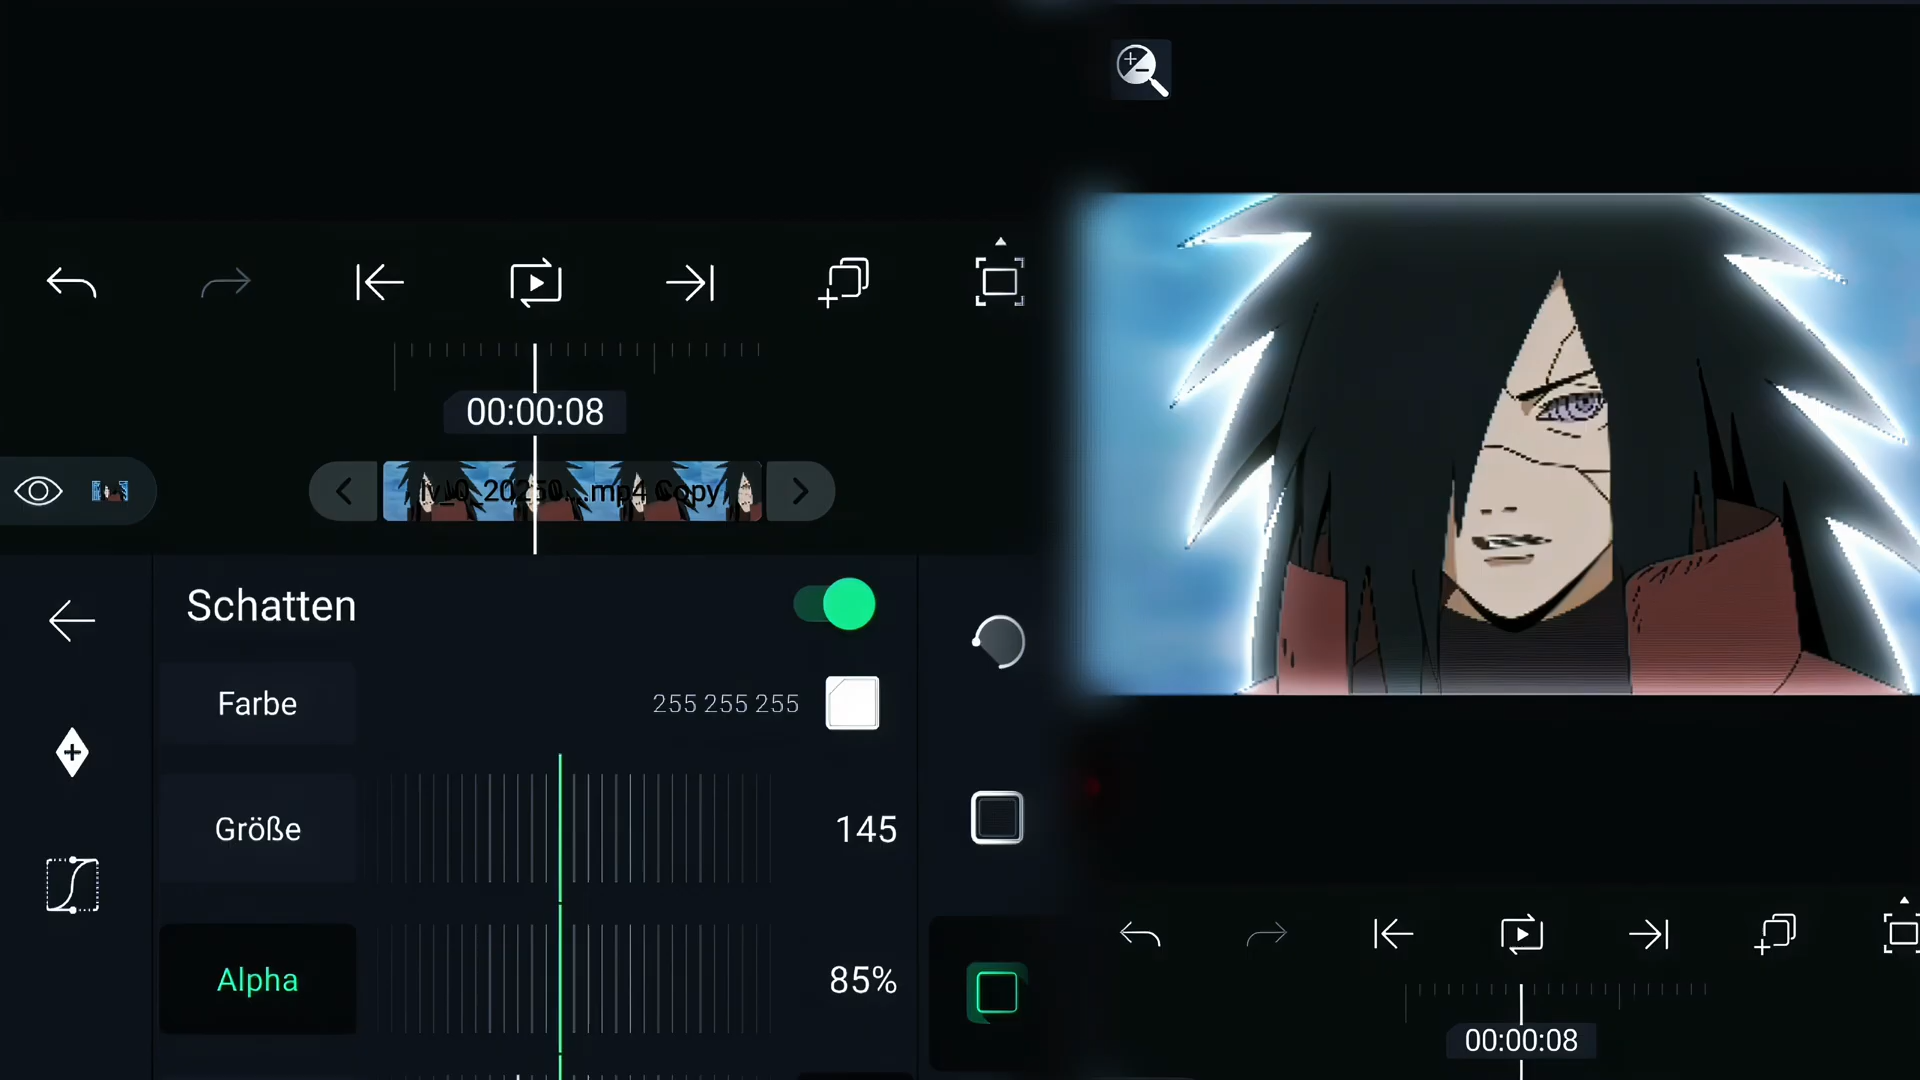 00:00:08
Schatten
Farbe
255 255 255
Größe
145
Alpha
85%
00:00:08